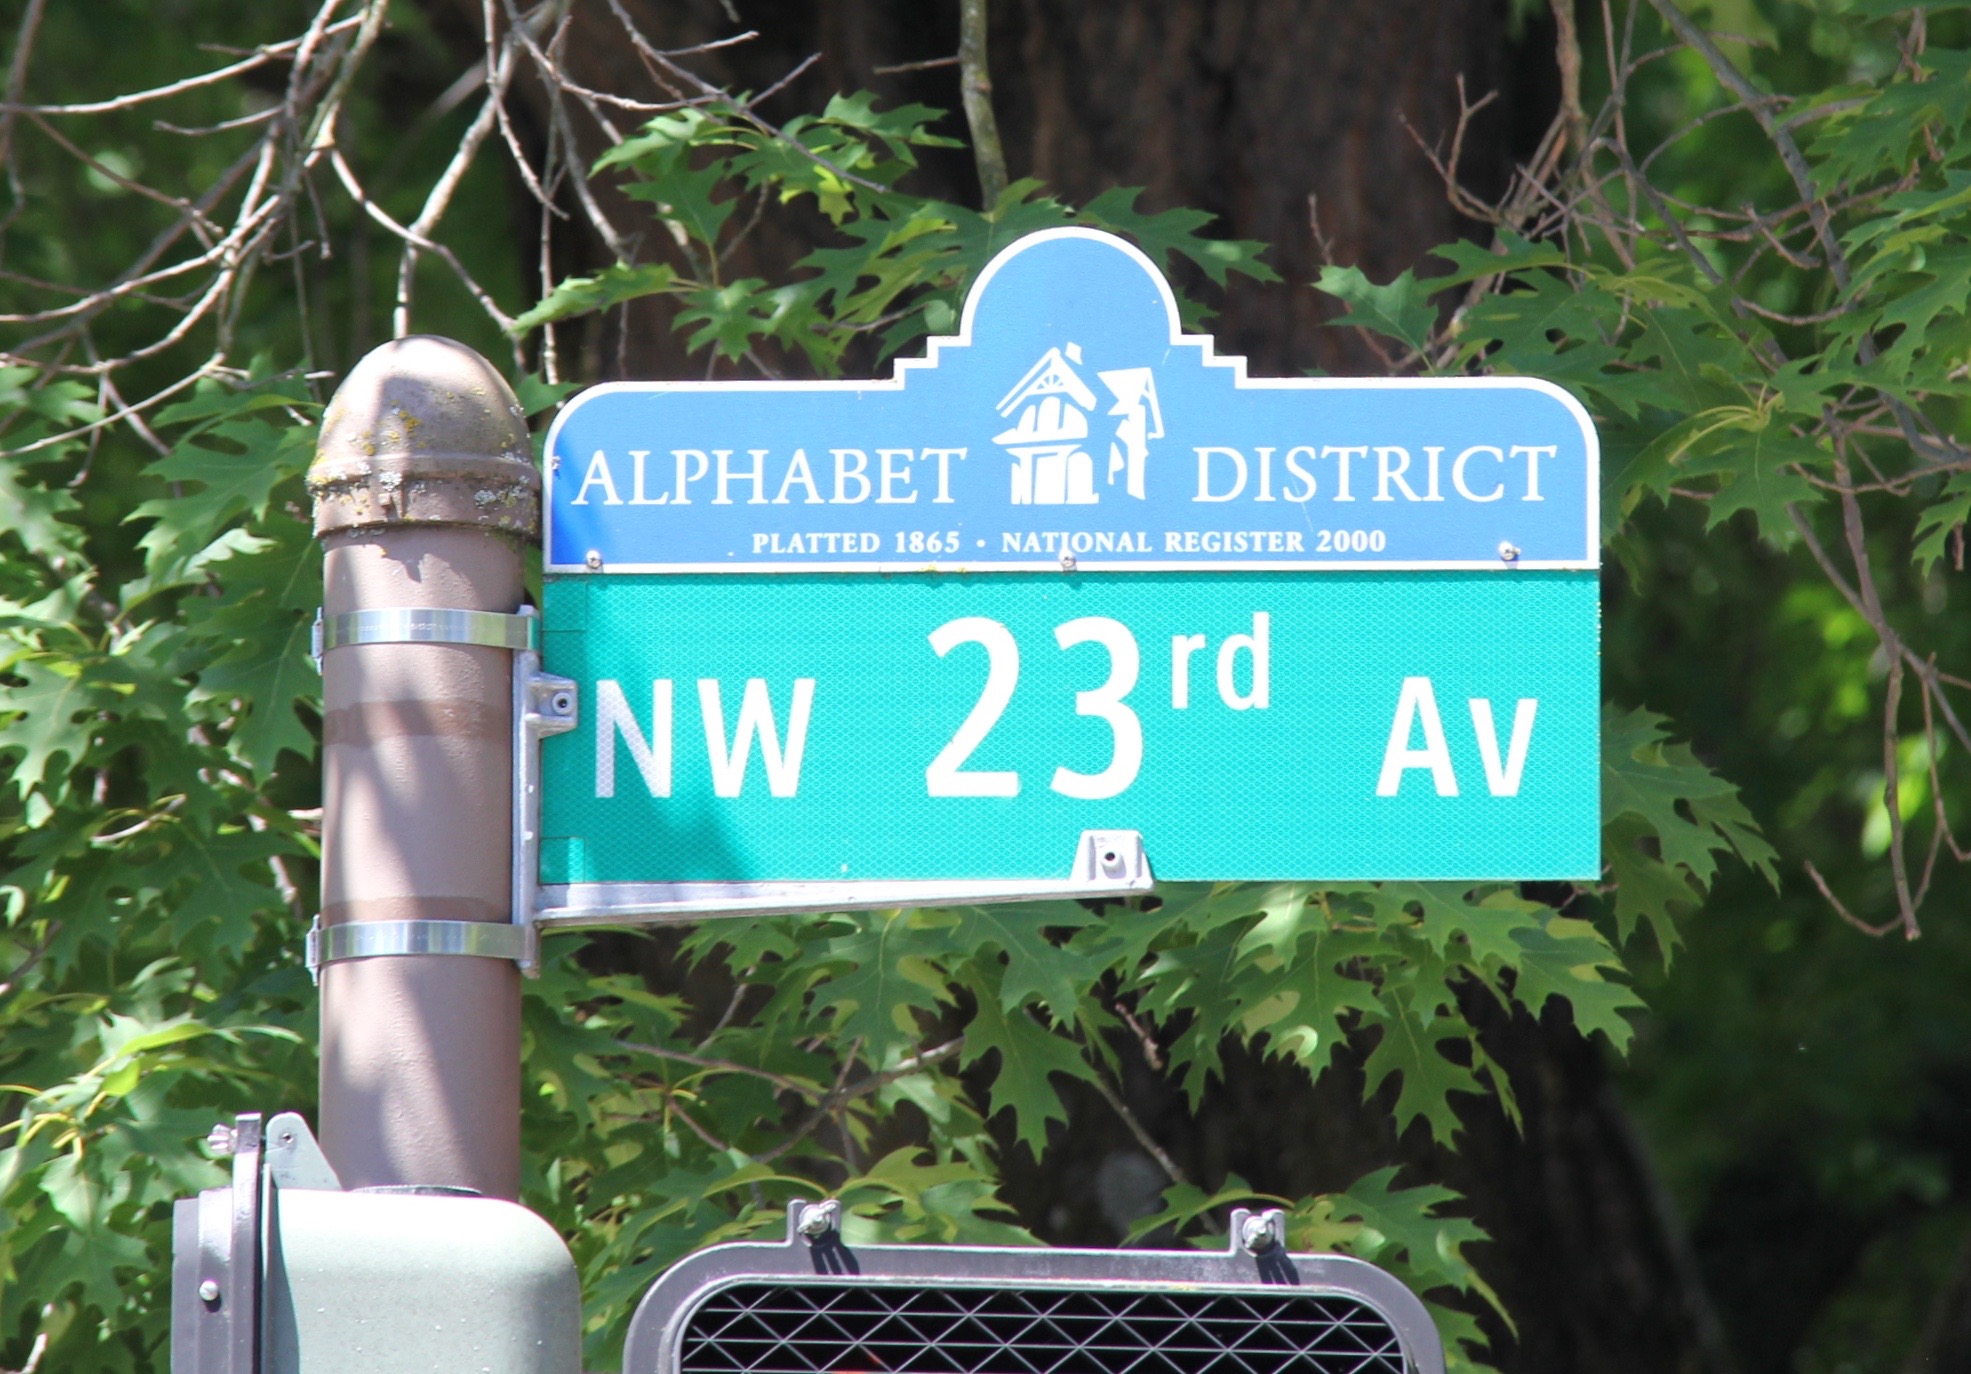 ALPHABET DISTRICT
PLATTED 1865 • NATIONAL REGISTER 2000
NW 23rd Av